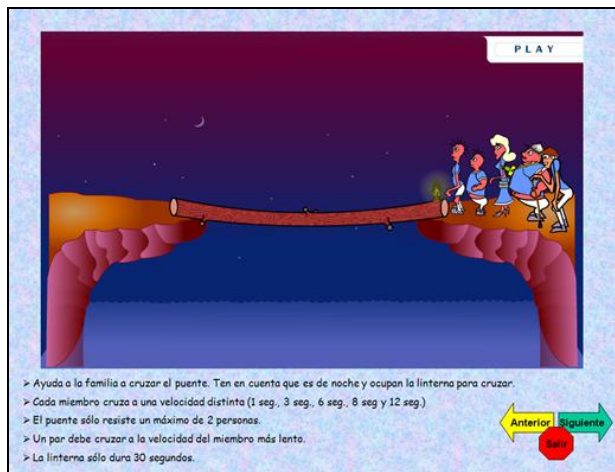 PLAY
➢ Ayuda a la familia a cruzar el puente. Ten en cuenta que es de noche y ocupan la linterna para cruzar.
➢ Cada miembro cruza a una velocidad distinta (1 seg., 3 seg., 6 seg., 8 seg y 12 seg.)
➢ El puente sólo resiste un máximo de 2 personas.
➢ Un par debe cruzar a la velocidad del miembro más lento.
➢ La linterna sólo dura 30 segundos.
Anterior Siguiente
Salir